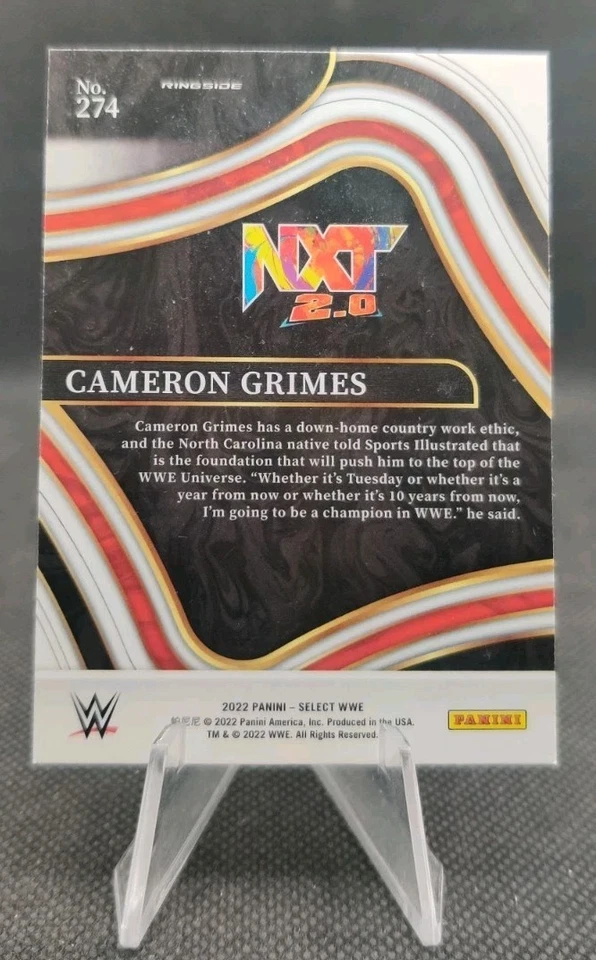 No.
274
RINGSIDE
NXT
2.0
CAMERON GRIMES
Cameron Grimes has a down-home country work ethic,
and the North Carolina native told Sports Illustrated that
is the foundation that will push him to the top of the
WWE Universe. “Whether it's Tuesday or whether it's a
year from now or whether it's 10 years from now,
I'm going to be a champion in WWE.” he said.
W
2022 PANINI – SELECT WWE
帕尼尼 © 2022 Panini America, Inc. Produced in the USA.
TM & © 2022 WWE. All Rights Reserved.
PANINI